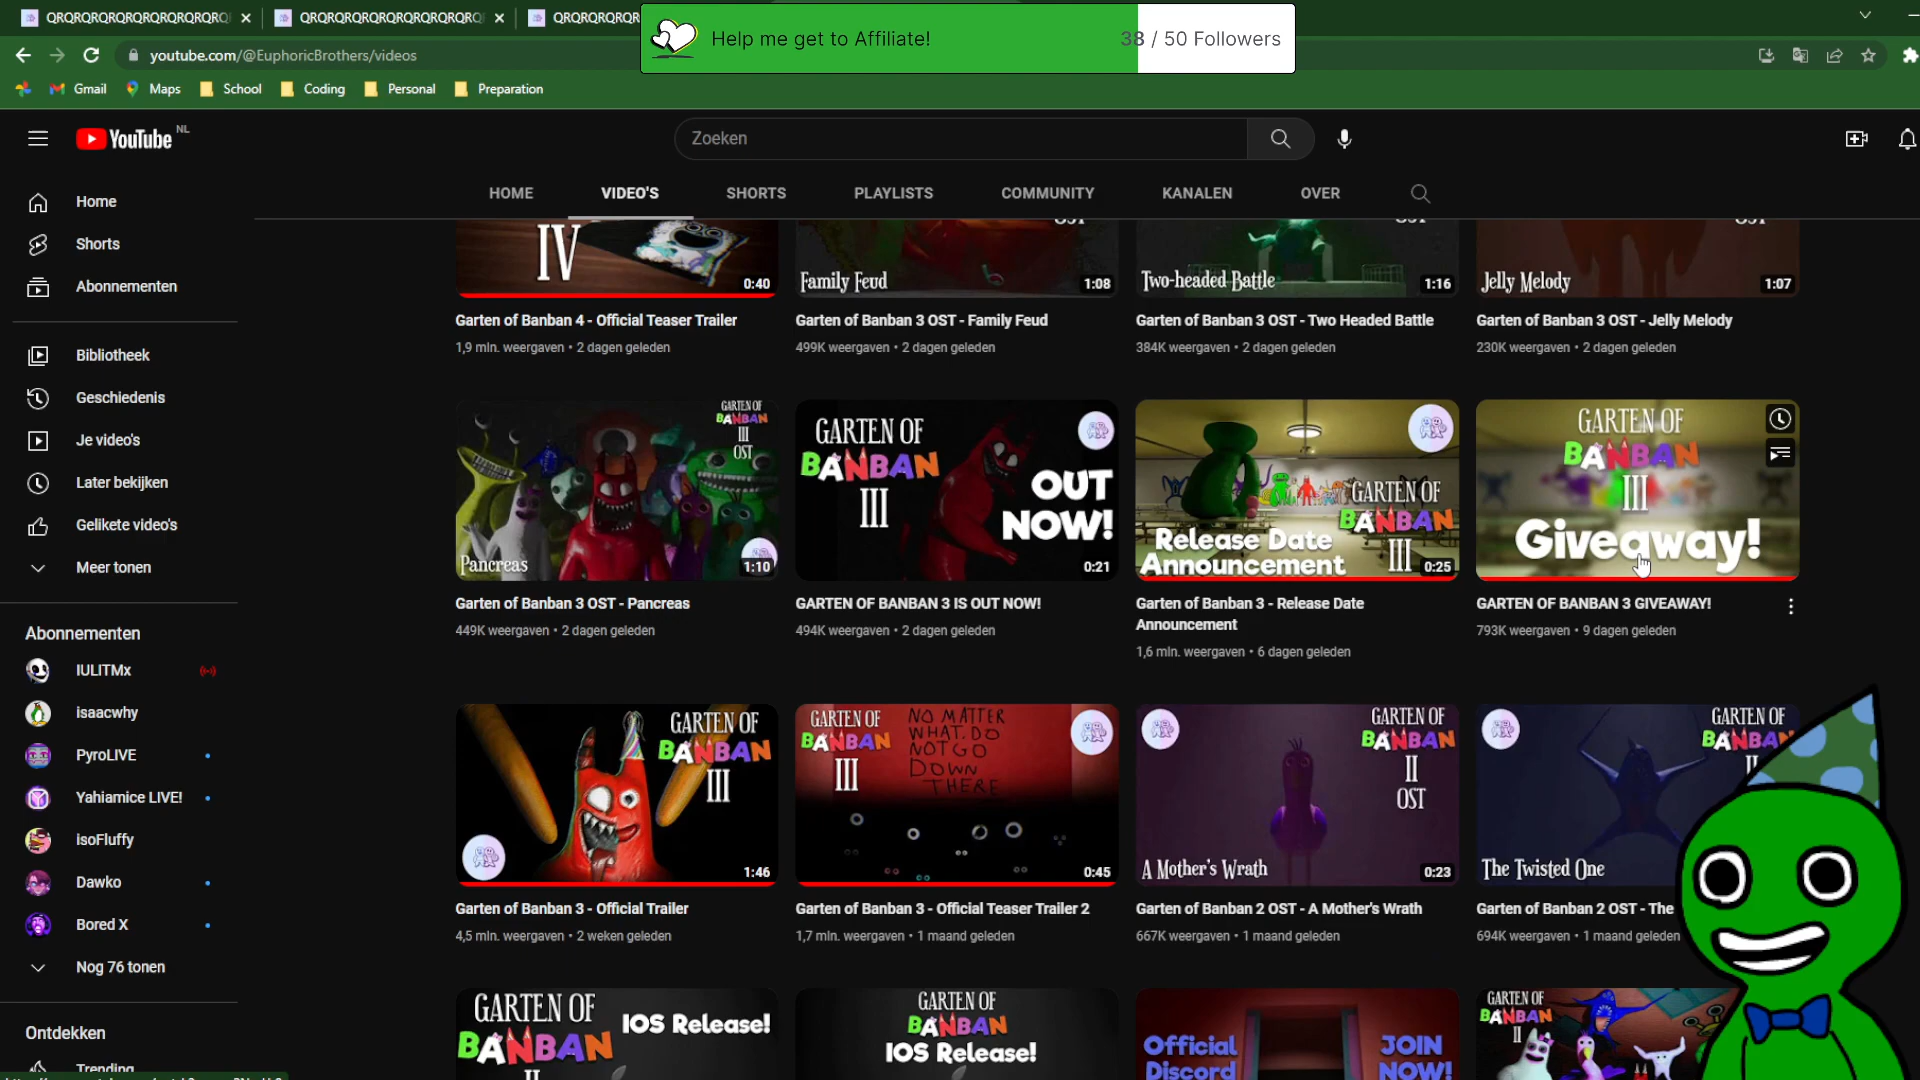 QRQRQRQRQRQRQRQRQRQR
QRQRQRQRQRQRQRQRQRQR
QRQRQRQRQ
Help me get to Affiliate!
38 / 50 Followers
youtube.com/@EuphoricBrothers/videos
Gmail
Maps
School
Coding
Personal
Preparation
YouTube NL
Zoeken
HOME
VIDEO'S
SHORTS
PLAYLISTS
COMMUNITY
KANALEN
OVER
Home
Shorts
Abonnementen
Bibliotheek
Geschiedenis
Je video's
Later bekijken
Gelikete video's
Meer tonen
Abonnementen
IULITMx
isaacwhy
PyroLIVE
Yahiamice LIVE!
isoFluffy
Dawko
Bored X
Nog 76 tonen
Ontdekken
Trending
IV
0:40
Garten of Banban 4 - Official Teaser Trailer
1,9 mln. weergaven • 2 dagen geleden
OST
Family Feud
1:08
Garten of Banban 3 OST - Family Feud
499K weergaven • 2 dagen geleden
Two-headed Battle
1:16
Garten of Banban 3 OST - Two Headed Battle
384K weergaven • 2 dagen geleden
Jelly Melody
1:07
Garten of Banban 3 OST - Jelly Melody
230K weergaven • 2 dagen geleden
GARTEN OF
BANBAN
III
OST
Pancreas
1:10
Garten of Banban 3 OST - Pancreas
449K weergaven • 2 dagen geleden
GARTEN OF
BANBAN
III
OUT
NOW!
0:21
GARTEN OF BANBAN 3 IS OUT NOW!
494K weergaven • 2 dagen geleden
GARTEN OF
BANBAN
III
Release Date
Announcement
0:25
Garten of Banban 3 - Release Date
Announcement
1,6 mln. weergaven • 6 dagen geleden
GARTEN OF
BANBAN
III
Giveaway!
GARTEN OF BANBAN 3 GIVEAWAY!
793K weergaven • 9 dagen geleden
GARTEN OF
BANBAN
III
1:46
Garten of Banban 3 - Official Trailer
4,5 mln. weergaven • 2 weken geleden
GARTEN OF
BANBAN
III
NO MATTER
WHAT, DO
NOT GO
DOWN
THERE
0:45
Garten of Banban 3 - Official Teaser Trailer 2
1,7 mln. weergaven • 1 maand geleden
GARTEN OF
BANBAN
II
OST
A Mother's Wrath
0:23
Garten of Banban 2 OST - A Mother's Wrath
667K weergaven • 1 maand geleden
GARTEN OF
BANBAN
II
The Twisted One
Garten of Banban 2 OST - The
694K weergaven • 1 maand geleden
GARTEN OF
BANBAN
II
IOS Release!
GARTEN OF
BANBAN
IOS Release!
Official
Discord
JOIN
NOW!
GARTEN OF
BANBAN
II